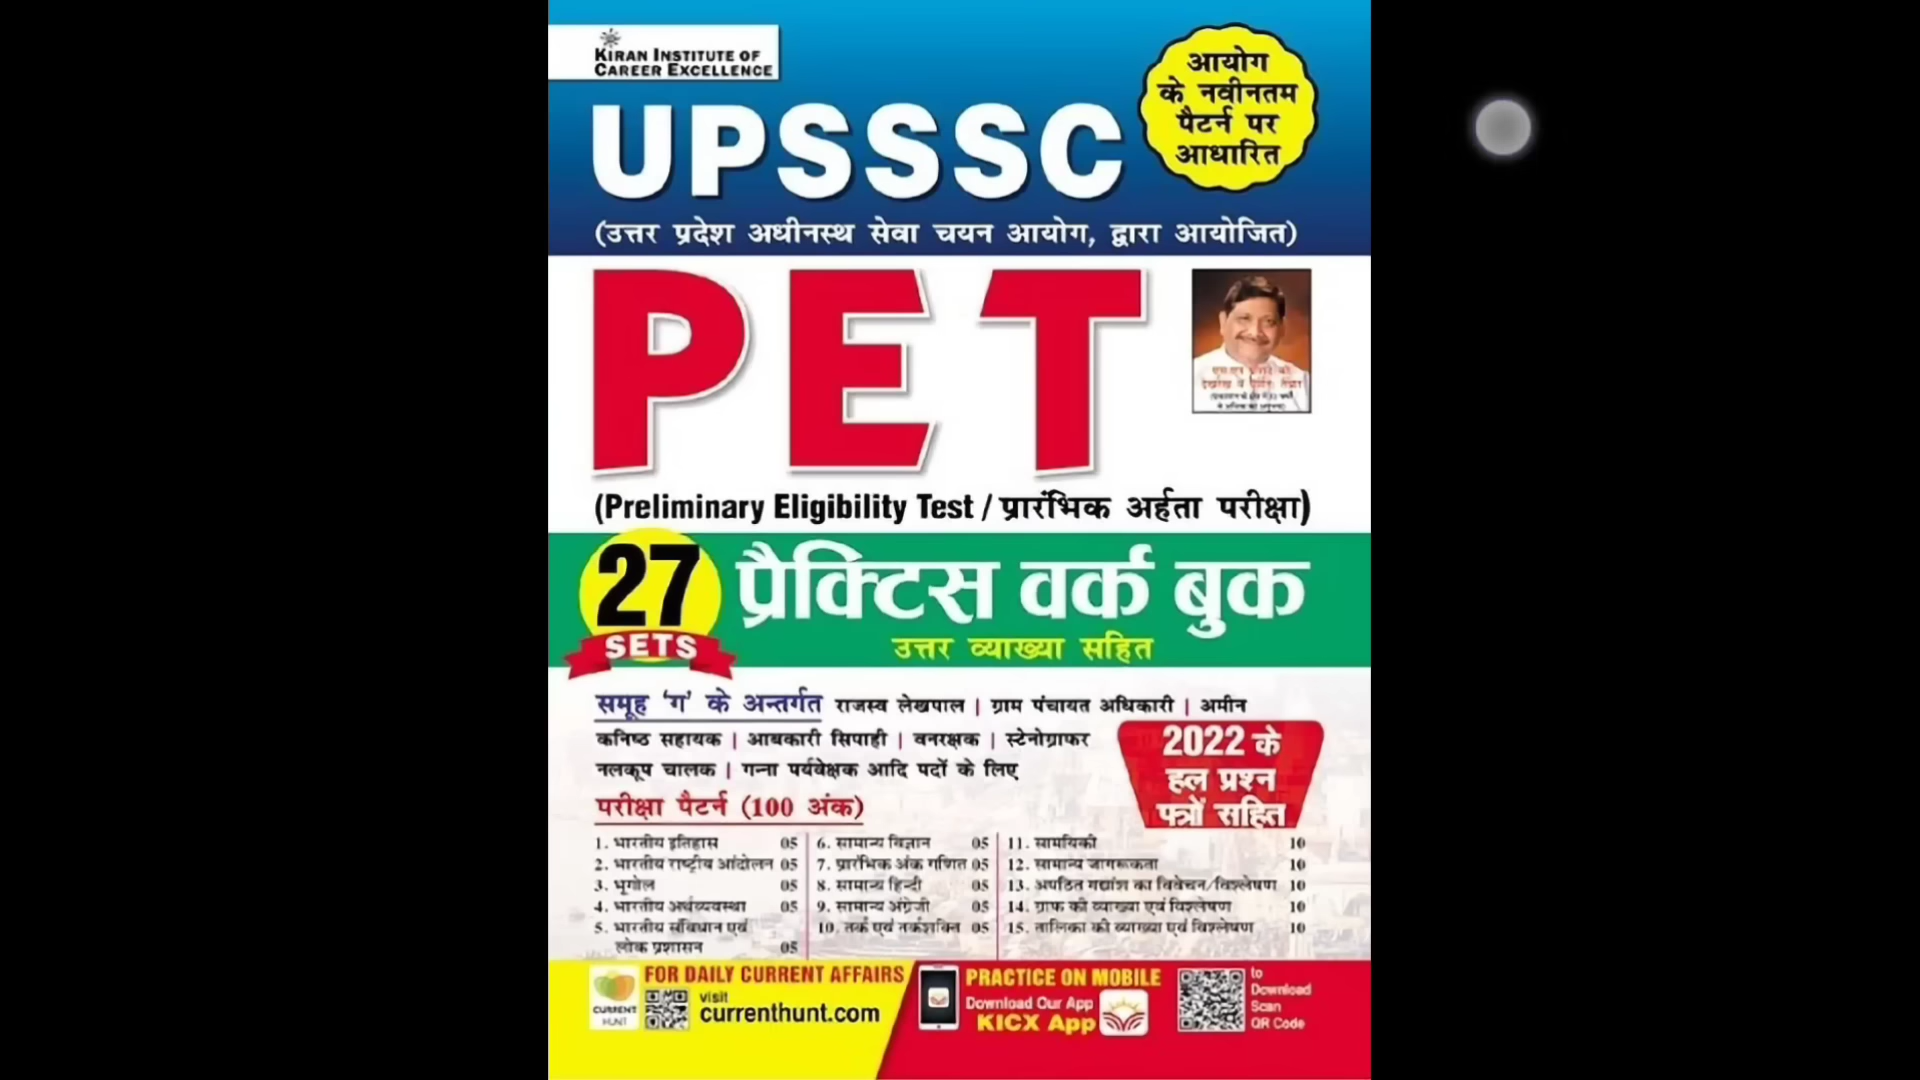 KIRAN INSTITUTE OF
CAREER EXCELLENCE
आयोग
के नवीनतम
पैटर्न पर
आधारित
UPSSSC
(उत्तर प्रदेश अधीनस्थ सेवा चयन आयोग, द्वारा आयोजित)
PET
(Preliminary Eligibility Test / प्रारंभिक अर्हता परीक्षा)
27
SETS
प्रैक्टिस वर्क बुक
उत्तर व्याख्या सहित
समूह 'ग' के अन्तर्गत राजस्व लेखपाल | ग्राम पंचायत अधिकारी | अमीन
कनिष्ठ सहायक | आबकारी सिपाही | वनरक्षक | स्टेनोग्राफर
नलकूप चालक | गन्ना पर्यवेक्षक आदि पदों के लिए
2022 के
हल प्रश्न
पत्रों सहित
परीक्षा पैटर्न (100 अंक)
1. भारतीय इतिहास 05
2. भारतीय राष्ट्रीय आंदोलन 05
3. भूगोल 05
4. भारतीय अर्थव्यवस्था 05
5. भारतीय संविधान एवं
लोक प्रशासन 05
6. सामान्य विज्ञान 05
7. प्रारंभिक अंक गणित 05
8. सामान्य हिन्दी 05
9. सामान्य अंग्रेजी 05
10. तर्क एवं तर्कशक्ति 05
11. सामयिकी 10
12. सामान्य जागरूकता 10
13. अपठित गद्यांश का विवेचन/विश्लेषण 10
14. ग्राफ की व्याख्या एवं विश्लेषण 10
15. तालिका की व्याख्या एवं विश्लेषण 10
CURRENT
HUNT
FOR DAILY CURRENT AFFAIRS
visit
currenthunt.com
PRACTICE ON MOBILE
Download Our App
KICX App
to
Download
Scan
QR Code